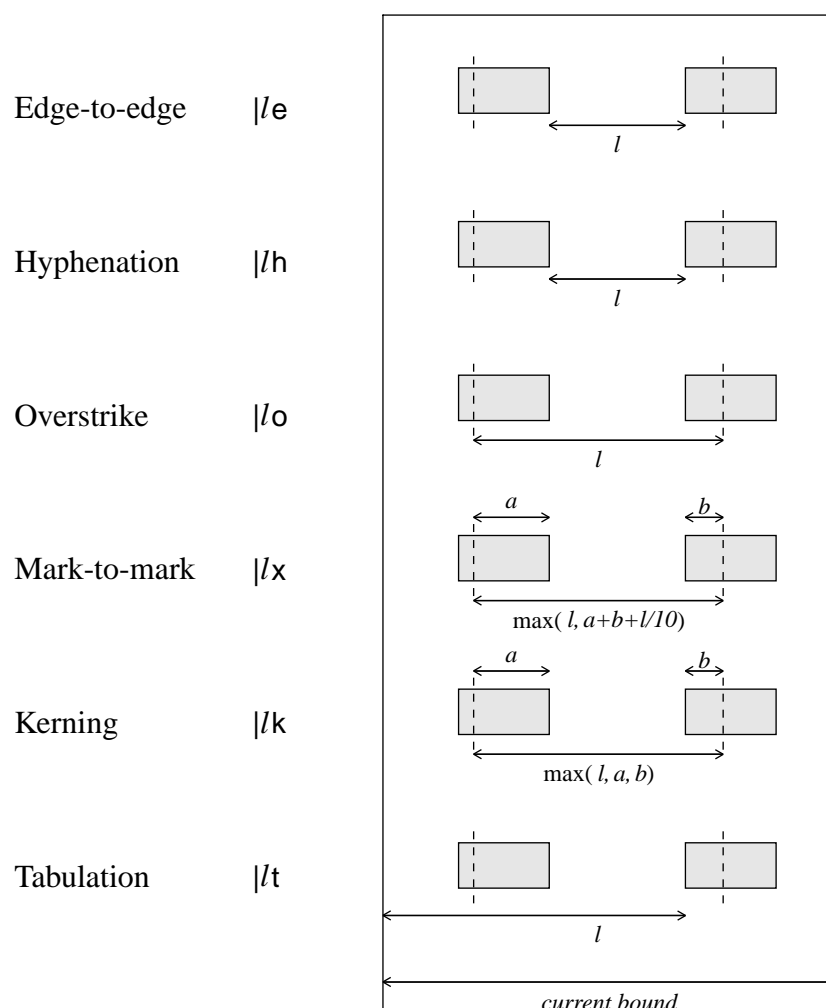 Edge-to-edge |le
l
Hyphenation |lh
l
Overstrike |lo
l
a b
Mark-to-mark |lx
max( l, a+b+l/10)
a b
Kerning |lk
max( l, a, b)
Tabulation |lt
l
current bound